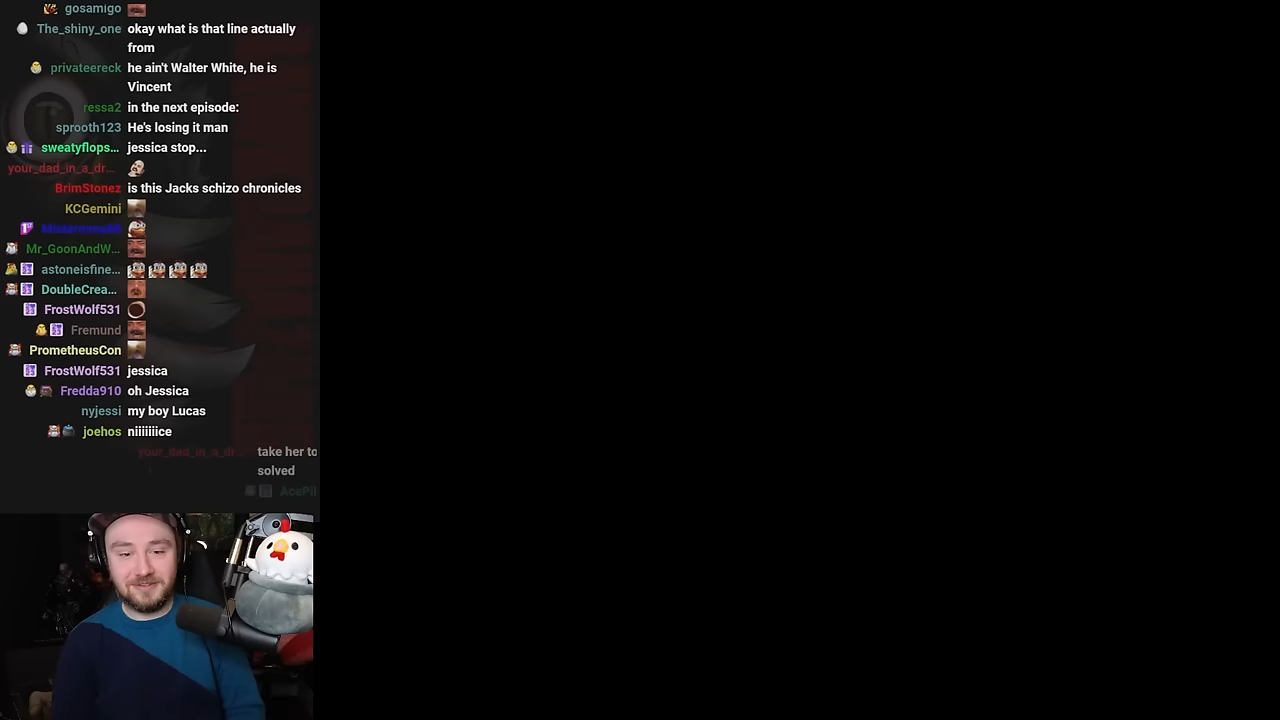 gosamigo
The_shiny_one okay what is that line actually
from
privateereck he ain't Walter White, he is
Vincent
ressa2 in the next episode:
sprooth123 He's losing it man
sweatyflops... jessica stop...
your_dad_in_a_dr...
BrimStonez is this Jacks schizo chronicles
KCGemini
Mr_GoonAndW...
astoneisfine...
DoubleCrea...
FrostWolf531
Fremund
PrometheusCon
FrostWolf531 jessica
Fredda910 oh Jessica
nyjessi my boy Lucas
joehos niiiiiiice
your_dad_in_a_dr... take her to
solved
AcePil